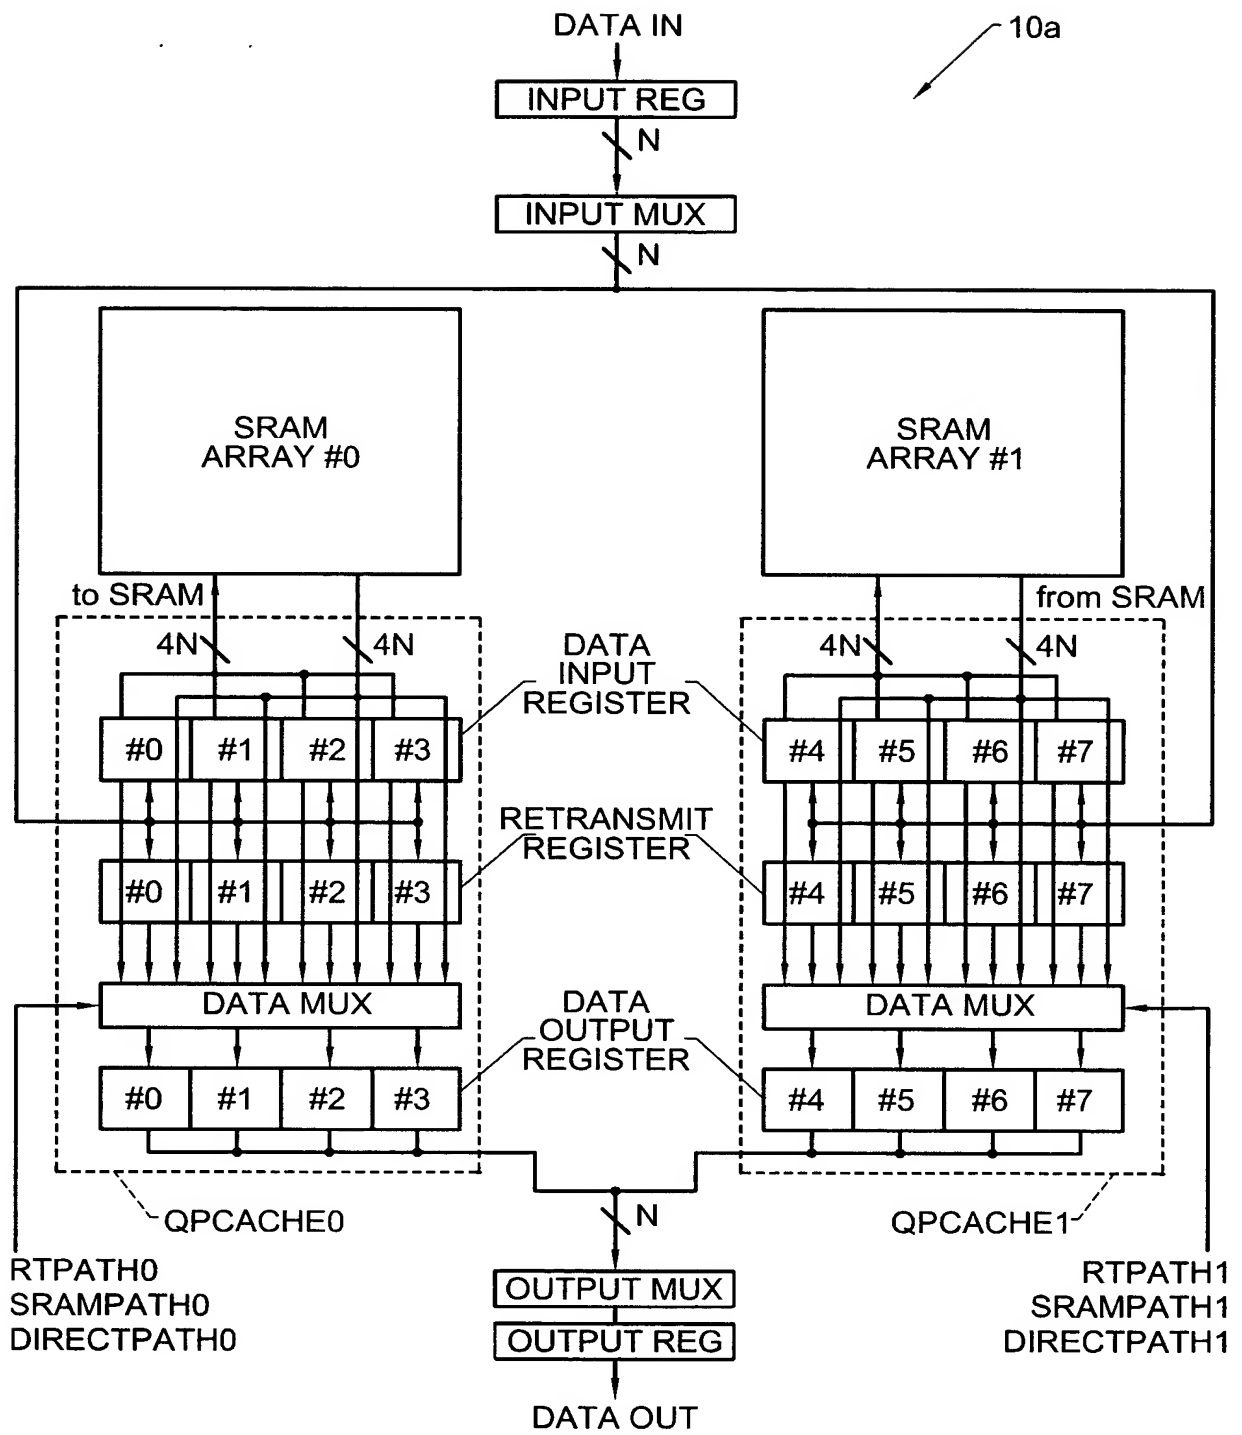 DATA IN
10a
INPUT REG
N
INPUT MUX
N
SRAM
ARRAY #0
SRAM
ARRAY #1
to SRAM
from SRAM
4N
4N
DATA
INPUT
REGISTER
4N
4N
#0 #1 #2 #3
#4 #5 #6 #7
RETRANSMIT
REGISTER
#0 #1 #2 #3
#4 #5 #6 #7
DATA MUX
DATA
OUTPUT
REGISTER
DATA MUX
#0 #1 #2 #3
#4 #5 #6 #7
QPCACHE0
N
QPCACHE1
RTPATH0
SRAMPATH0
DIRECTPATH0
OUTPUT MUX
OUTPUT REG
DATA OUT
RTPATH1
SRAMPATH1
DIRECTPATH1